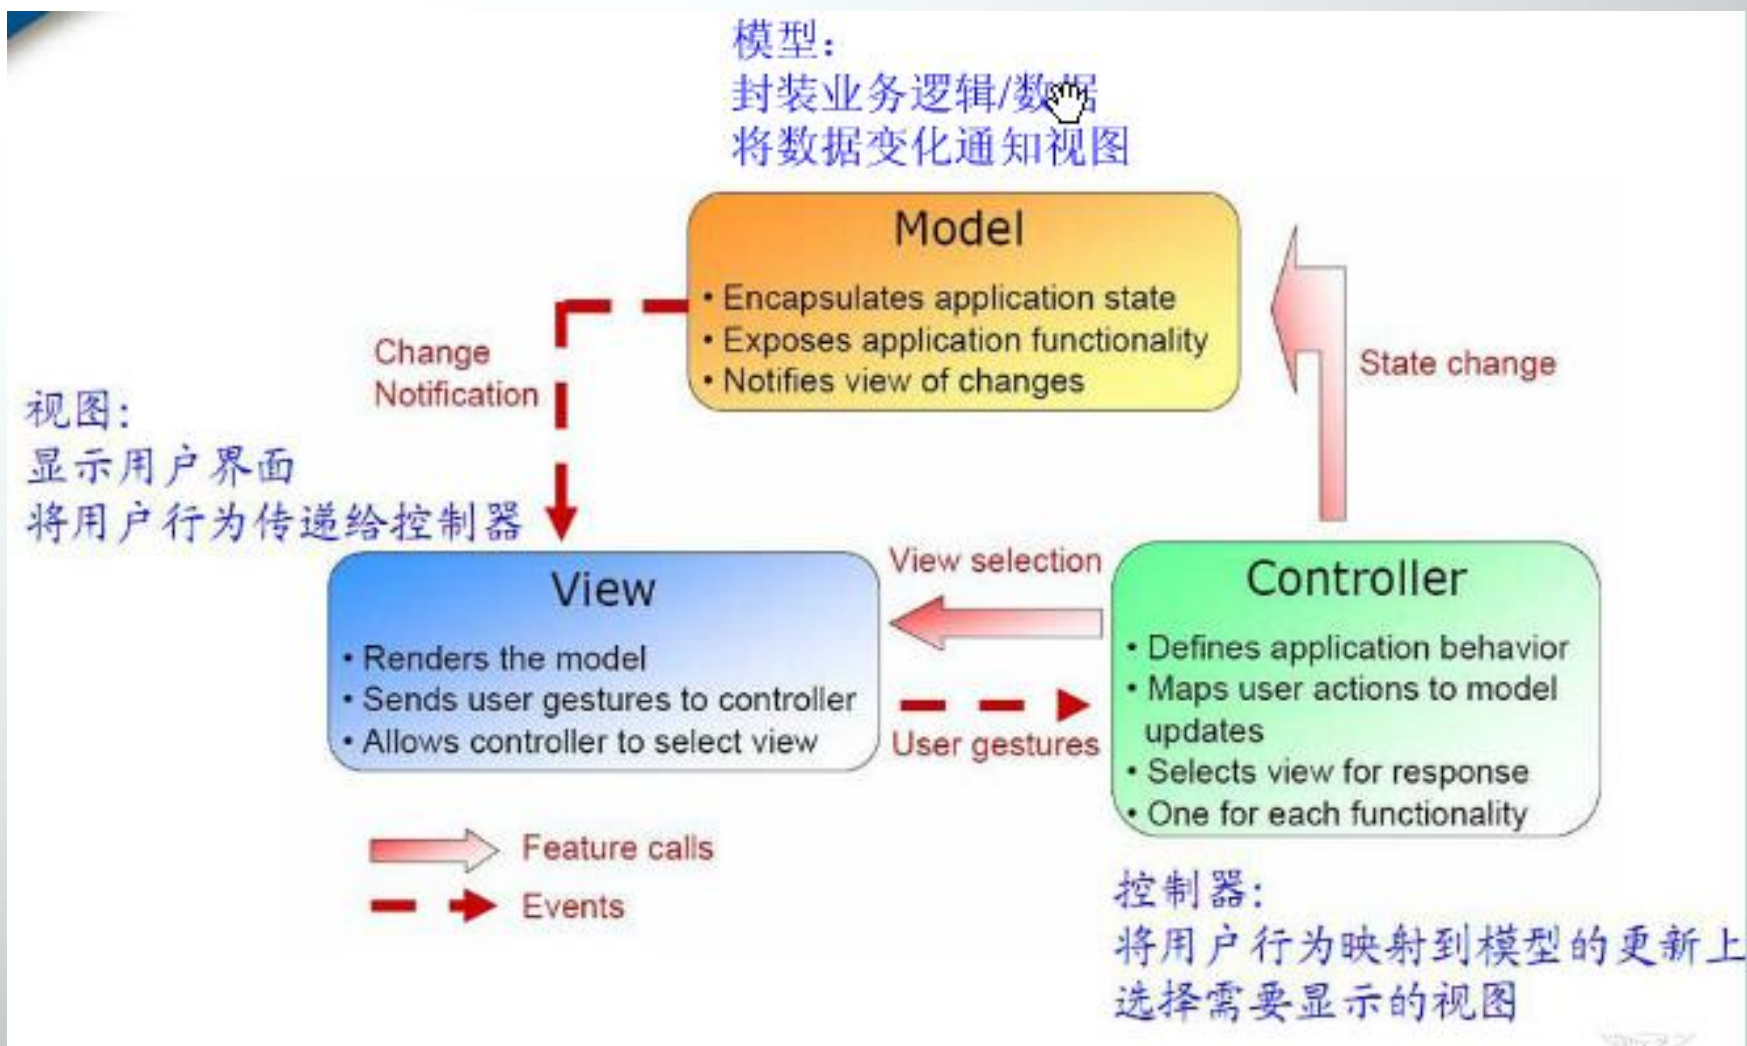 模型:
封装业务逻辑/数据
将数据变化通知视图
Model
• Encapsulates application state
• Exposes application functionality
• Notifies view of changes
Change
Notification
State change
视图:
显示用户界面
将用户行为传递给控制器
View
• Renders the model
• Sends user gestures to controller
• Allows controller to select view
View selection
User gestures
Controller
• Defines application behavior
• Maps user actions to model
updates
• Selects view for response
• One for each functionality
Feature calls
Events
控制器:
将用户行为映射到模型的更新上
选择需要显示的视图